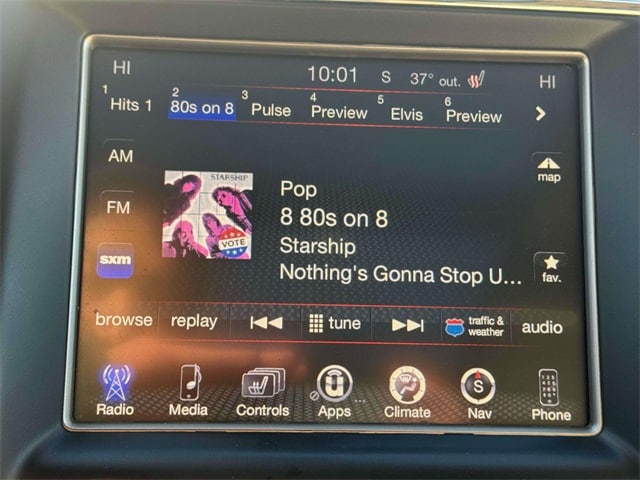 HI 10:01 S 37° out. HI
1 Hits 1 2 80s on 8 3 Pulse 4 Preview 5 Elvis 6 Preview
AM
FM
sxm
STARSHIP
VOTE
Pop
8 80s on 8
Starship
Nothing's Gonna Stop U...
map
fav.
browse replay tune traffic & weather audio
Radio Media Controls Apps ... Climate S Nav Phone